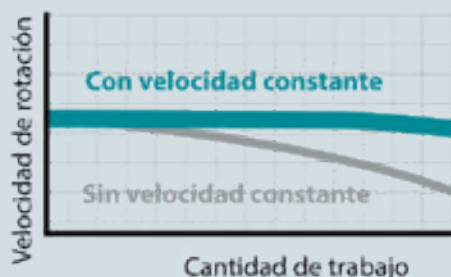 Velocidad de rotación
Con velocidad constante
Sin velocidad constante
Cantidad de trabajo